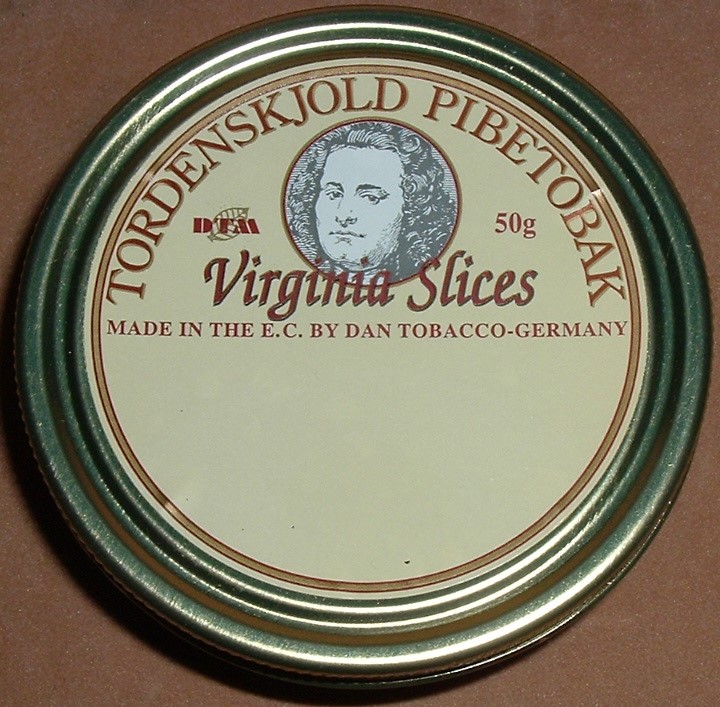 TORDENSKJOLD PIBETOBAK
DTM
50g
Virginia Slices
MADE IN THE E.C. BY DAN TOBACCO-GERMANY